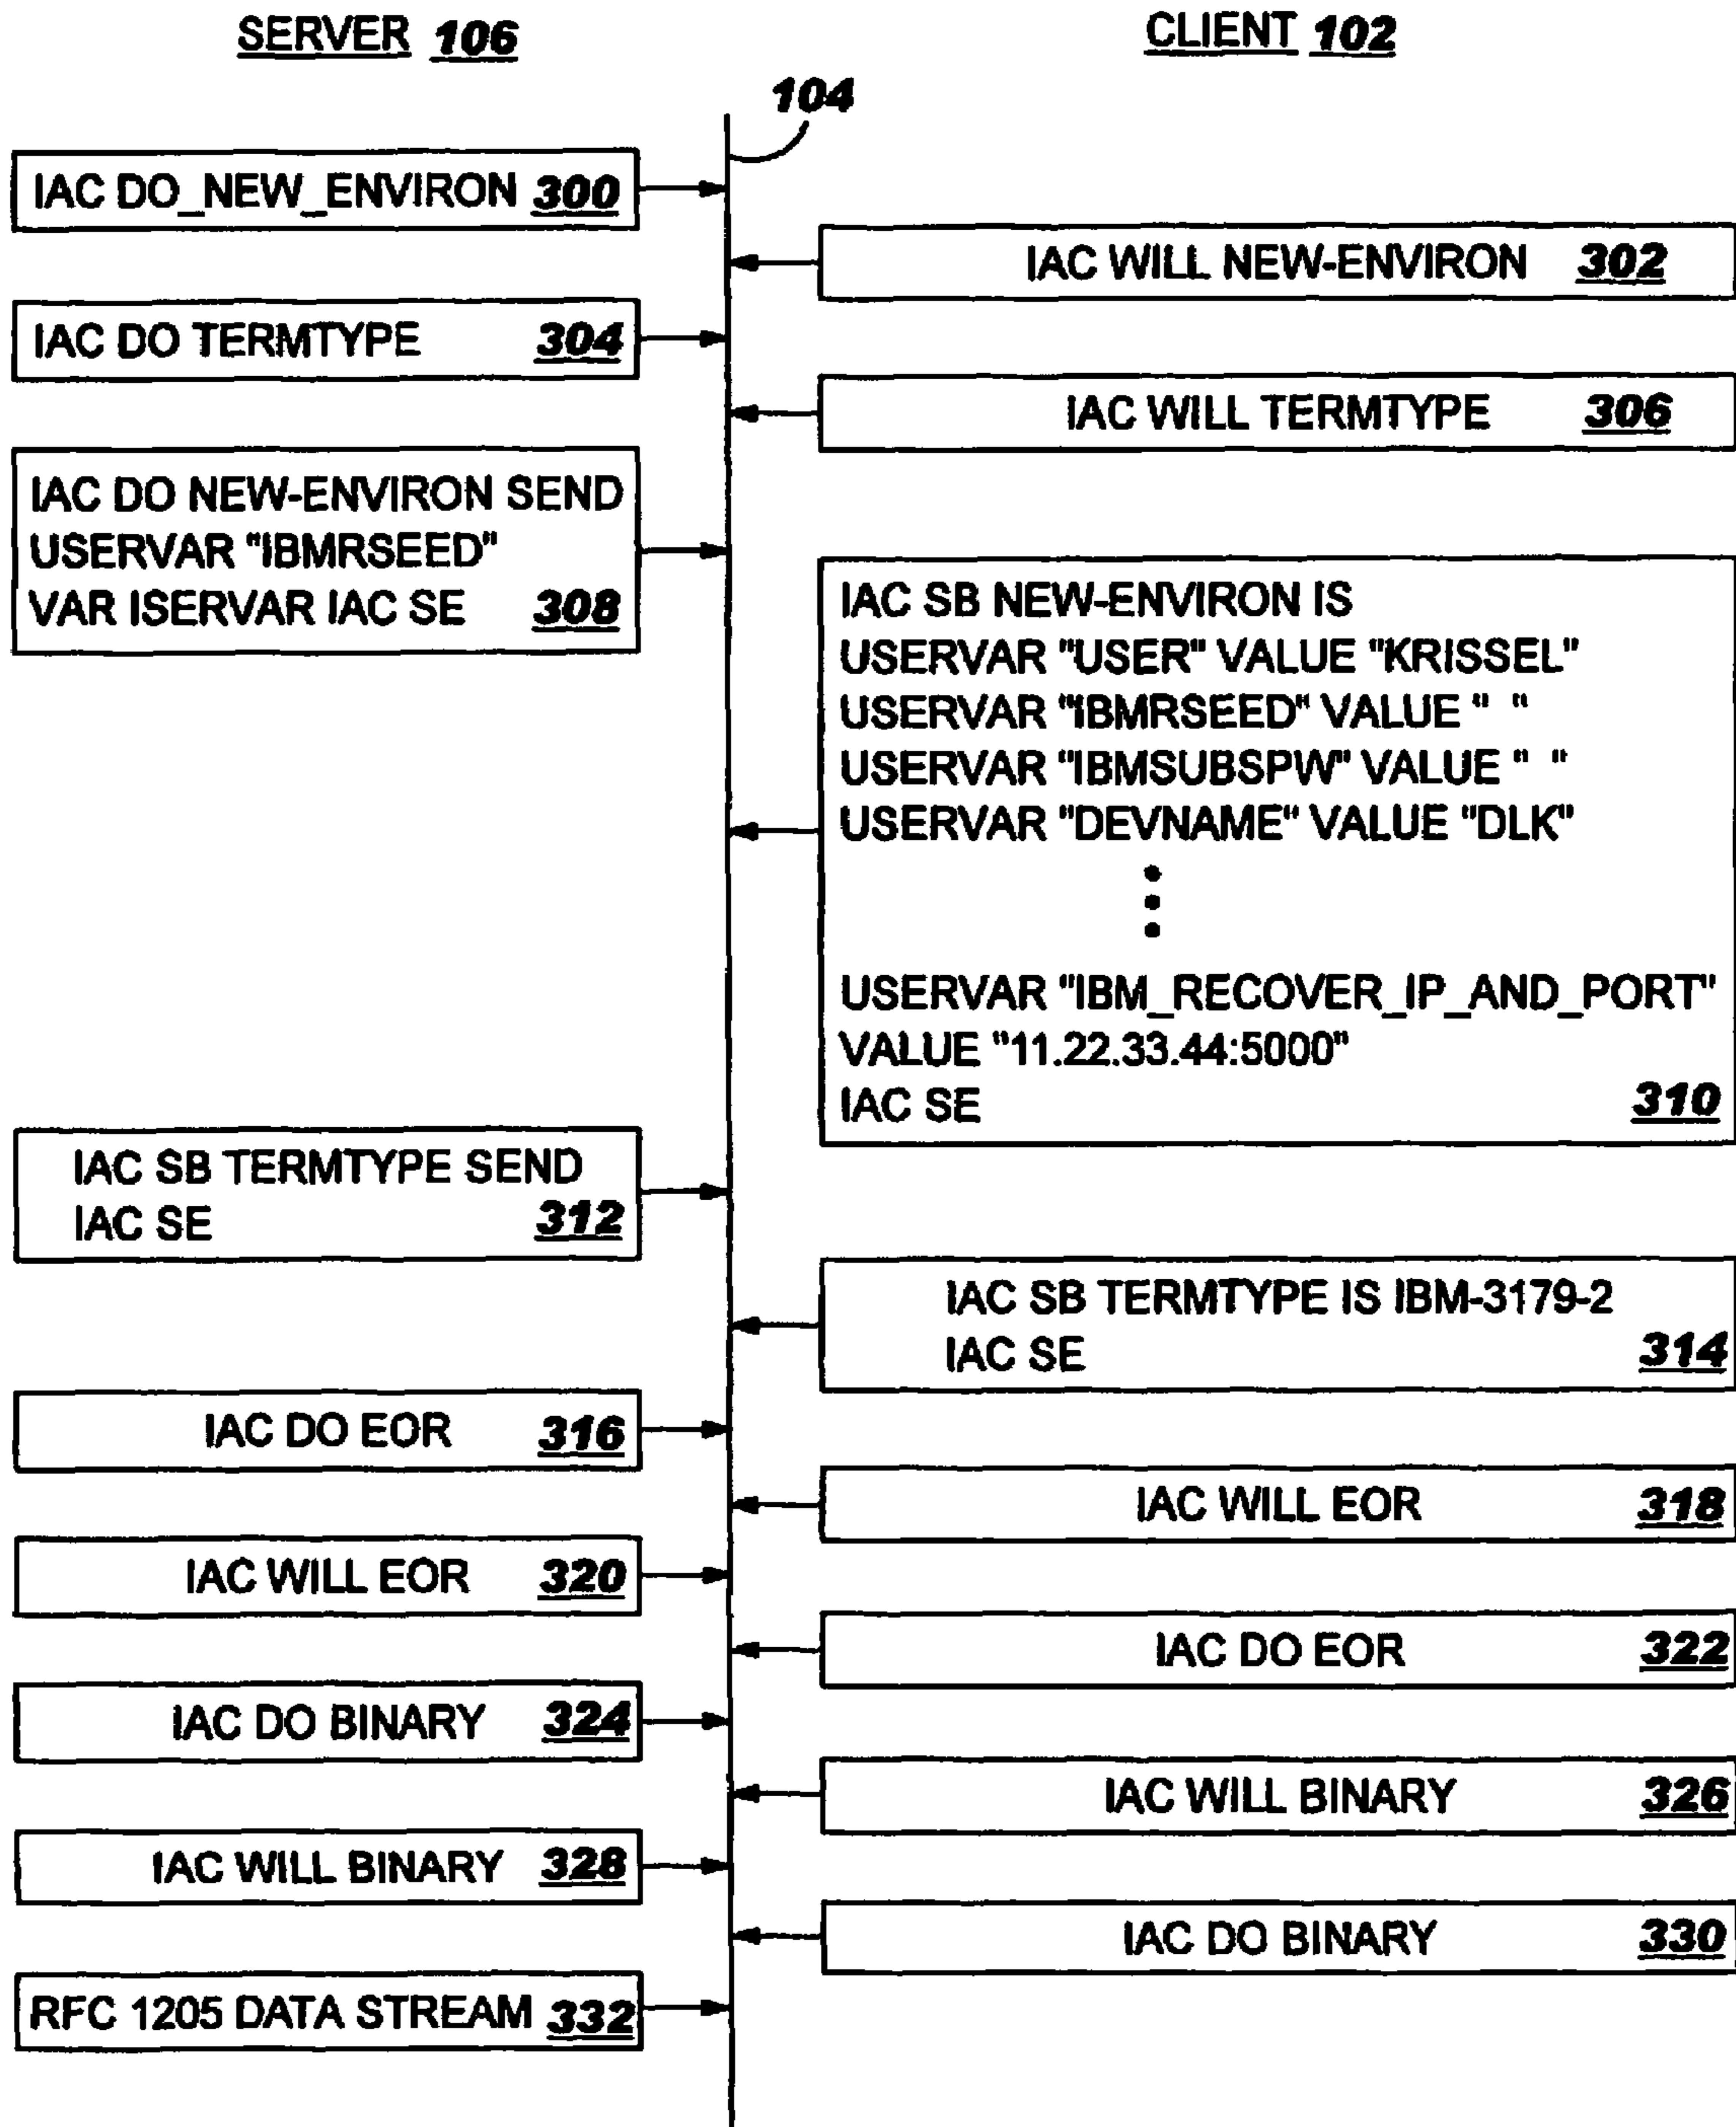 SERVER 106
CLIENT 102
104
IAC DO_NEW_ENVIRON 300
IAC WILL NEW-ENVIRON 302
IAC DO TERMTYPE 304
IAC WILL TERMTYPE 306
IAC DO NEW-ENVIRON SEND
USERVAR "IBMRSEED"
VAR ISERVAR IAC SE 308
IAC SB NEW-ENVIRON IS
USERVAR "USER" VALUE "KRISSEL"
USERVAR "IBMRSEED" VALUE " "
USERVAR "IBMSUBSPW" VALUE " "
USERVAR "DEVNAME" VALUE "DLK"
USERVAR "IBM_RECOVER_IP_AND_PORT"
VALUE "11.22.33.44:5000"
IAC SE 310
IAC SB TERMTYPE SEND
IAC SE 312
IAC SB TERMTYPE IS IBM-3179-2
IAC SE 314
IAC DO EOR 316
IAC WILL EOR 318
IAC WILL EOR 320
IAC DO EOR 322
IAC DO BINARY 324
IAC WILL BINARY 326
IAC WILL BINARY 328
IAC DO BINARY 330
RFC 1205 DATA STREAM 332